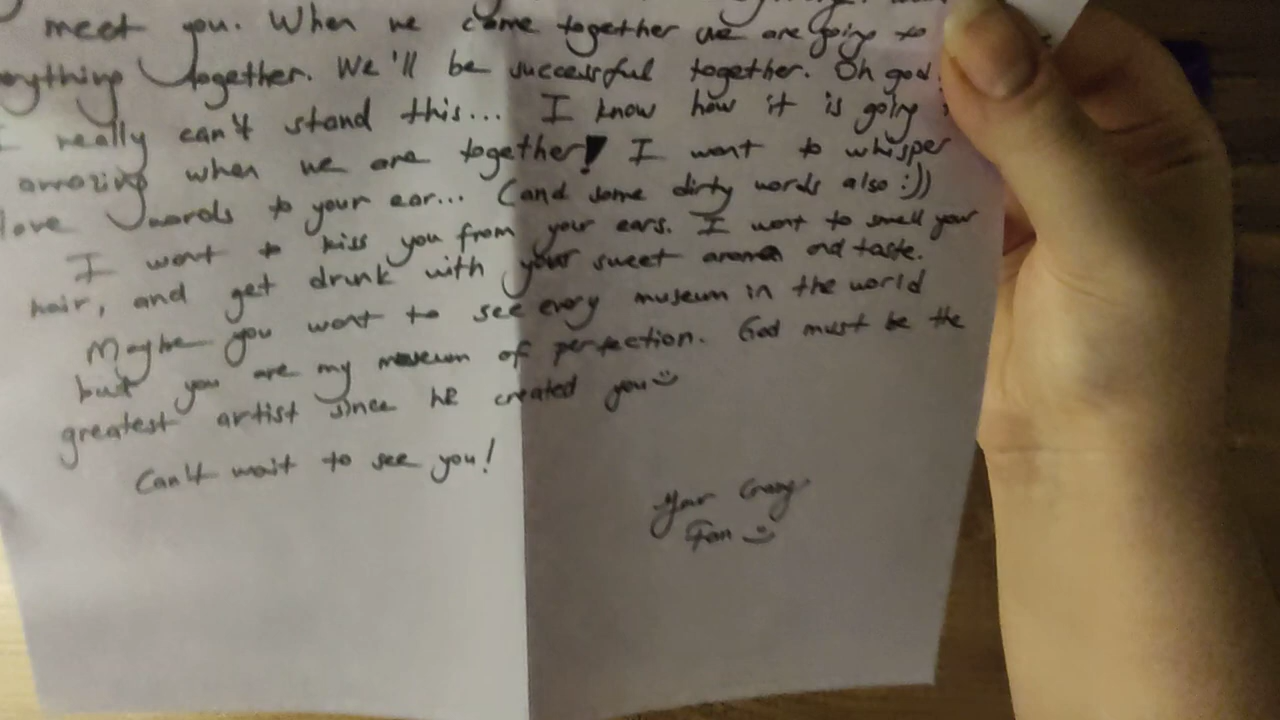 meet you. When we come together we are going to
erything together. We'll be successful together. Oh god.
I really can't stand this... I know how it is going
amazing when we are together! I want to whisper
love words to your ear... (and some dirty words also :))
I want to kiss you from your ears. I want to smell your
hair, and get drunk with your sweet aroma and taste.
Maybe you want to see every museum in the world
but you are my museum of perfection. God must be the
greatest artist since he created you
Can't wait to see you!
Your Crazy
Fan